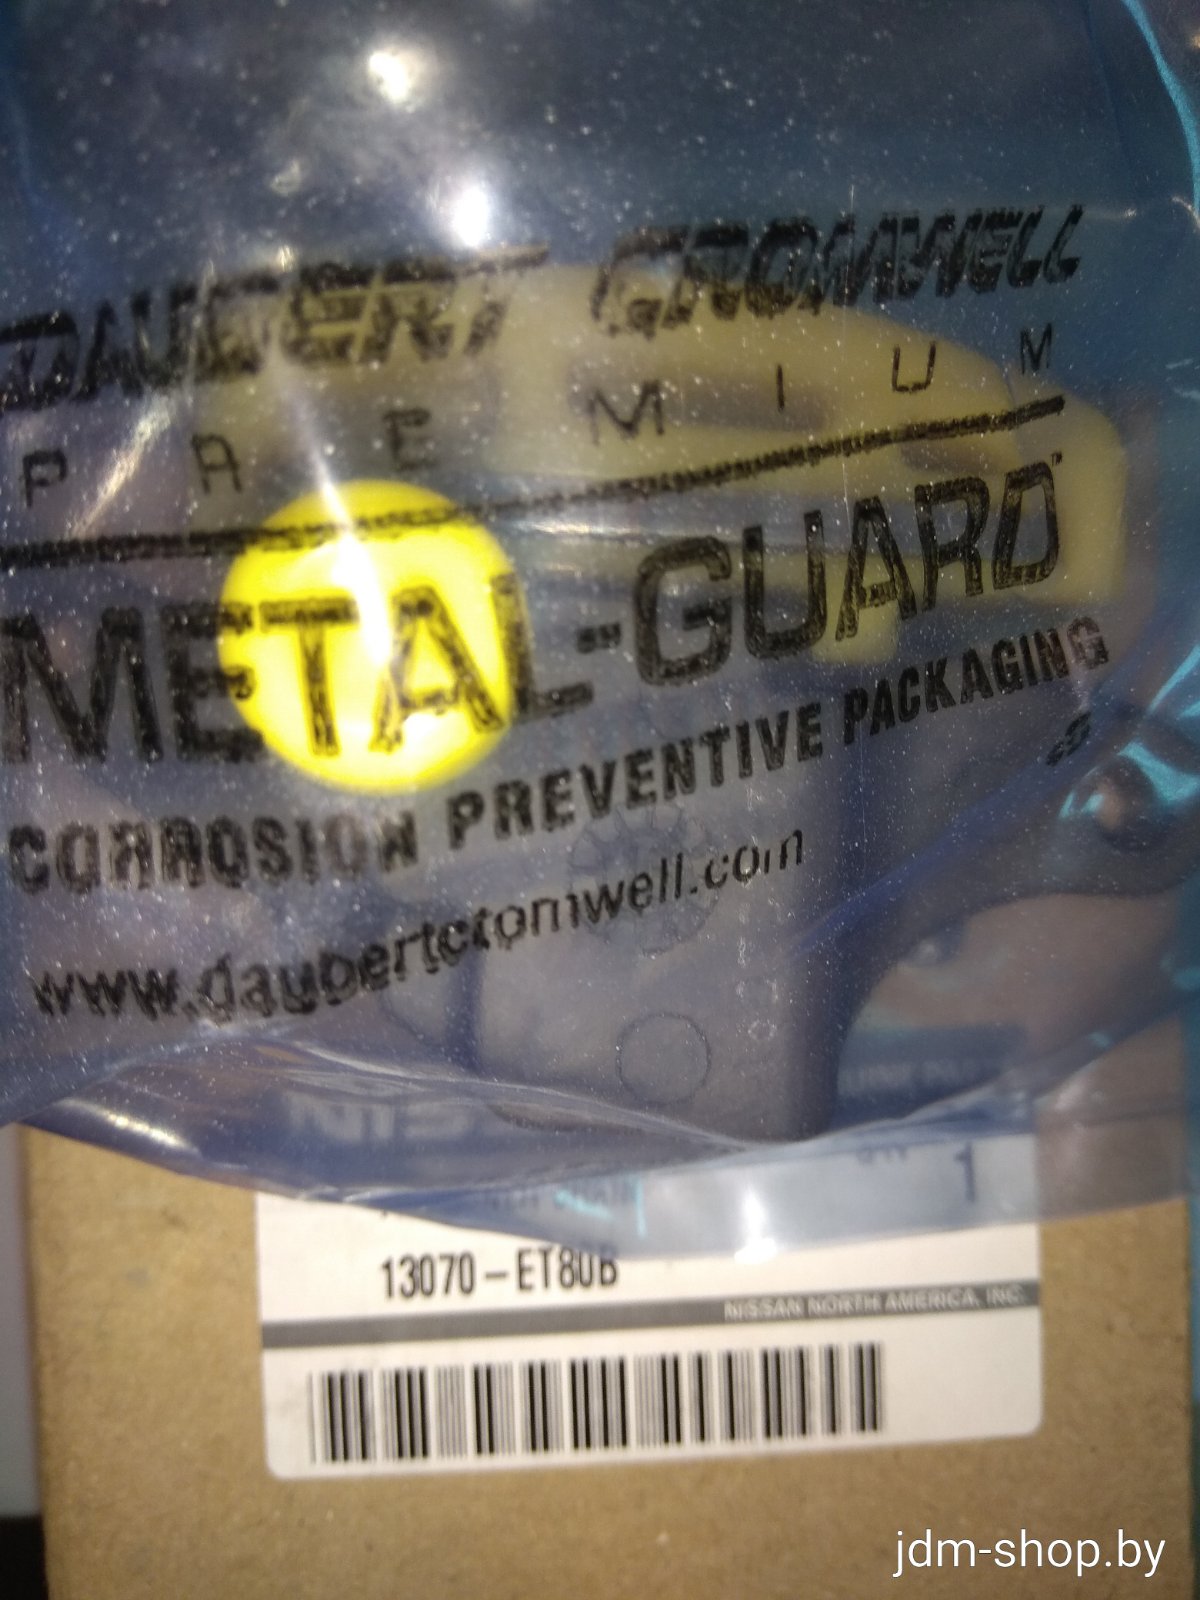 DAUBERT CROMWELL
PREMIUM
METAL-GUARD™
CORROSION PREVENTIVE PACKAGING
www.daubertcromwell.com
1
13070-ET80B
NISSAN NORTH AMERICA, INC.
jdm-shop.by